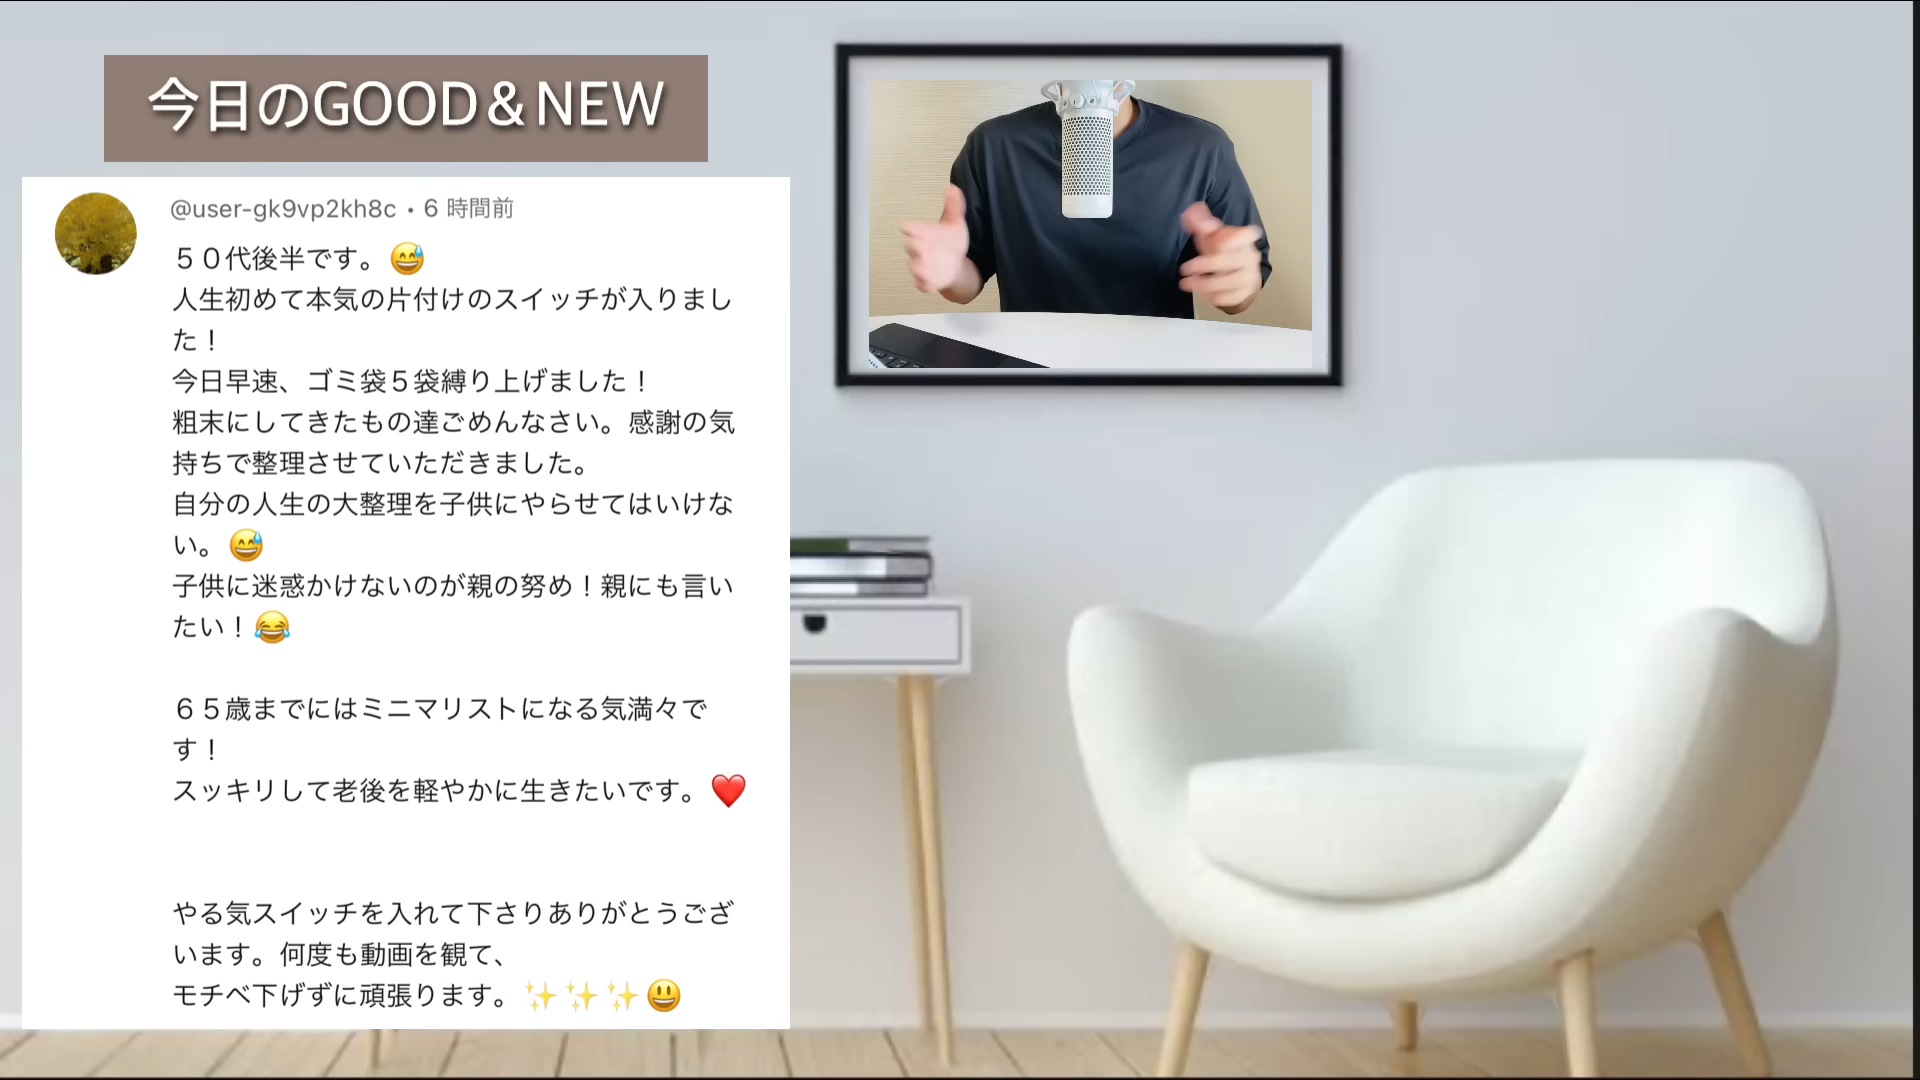 今日のGOOD＆NEW
@user-gk9vp2kh8c • 6 時間前
５０代後半です。😅
人生初めて本気の片付けのスイッチが入りまし
た！
今日早速、ゴミ袋５袋縛り上げました！
粗末にしてきたもの達ごめんなさい。感謝の気
持ちで整理させていただきました。
自分の人生の大整理を子供にやらせてはいけな
い。😅
子供に迷惑かけないのが親の努め！親にも言い
たい！😂
６５歳までにはミニマリストになる気満々で
す！
スッキリして老後を軽やかに生きたいです。❤️
やる気スイッチを入れて下さりありがとうござ
います。何度も動画を観て、
モチベ下げずに頑張ります。✨✨✨😃